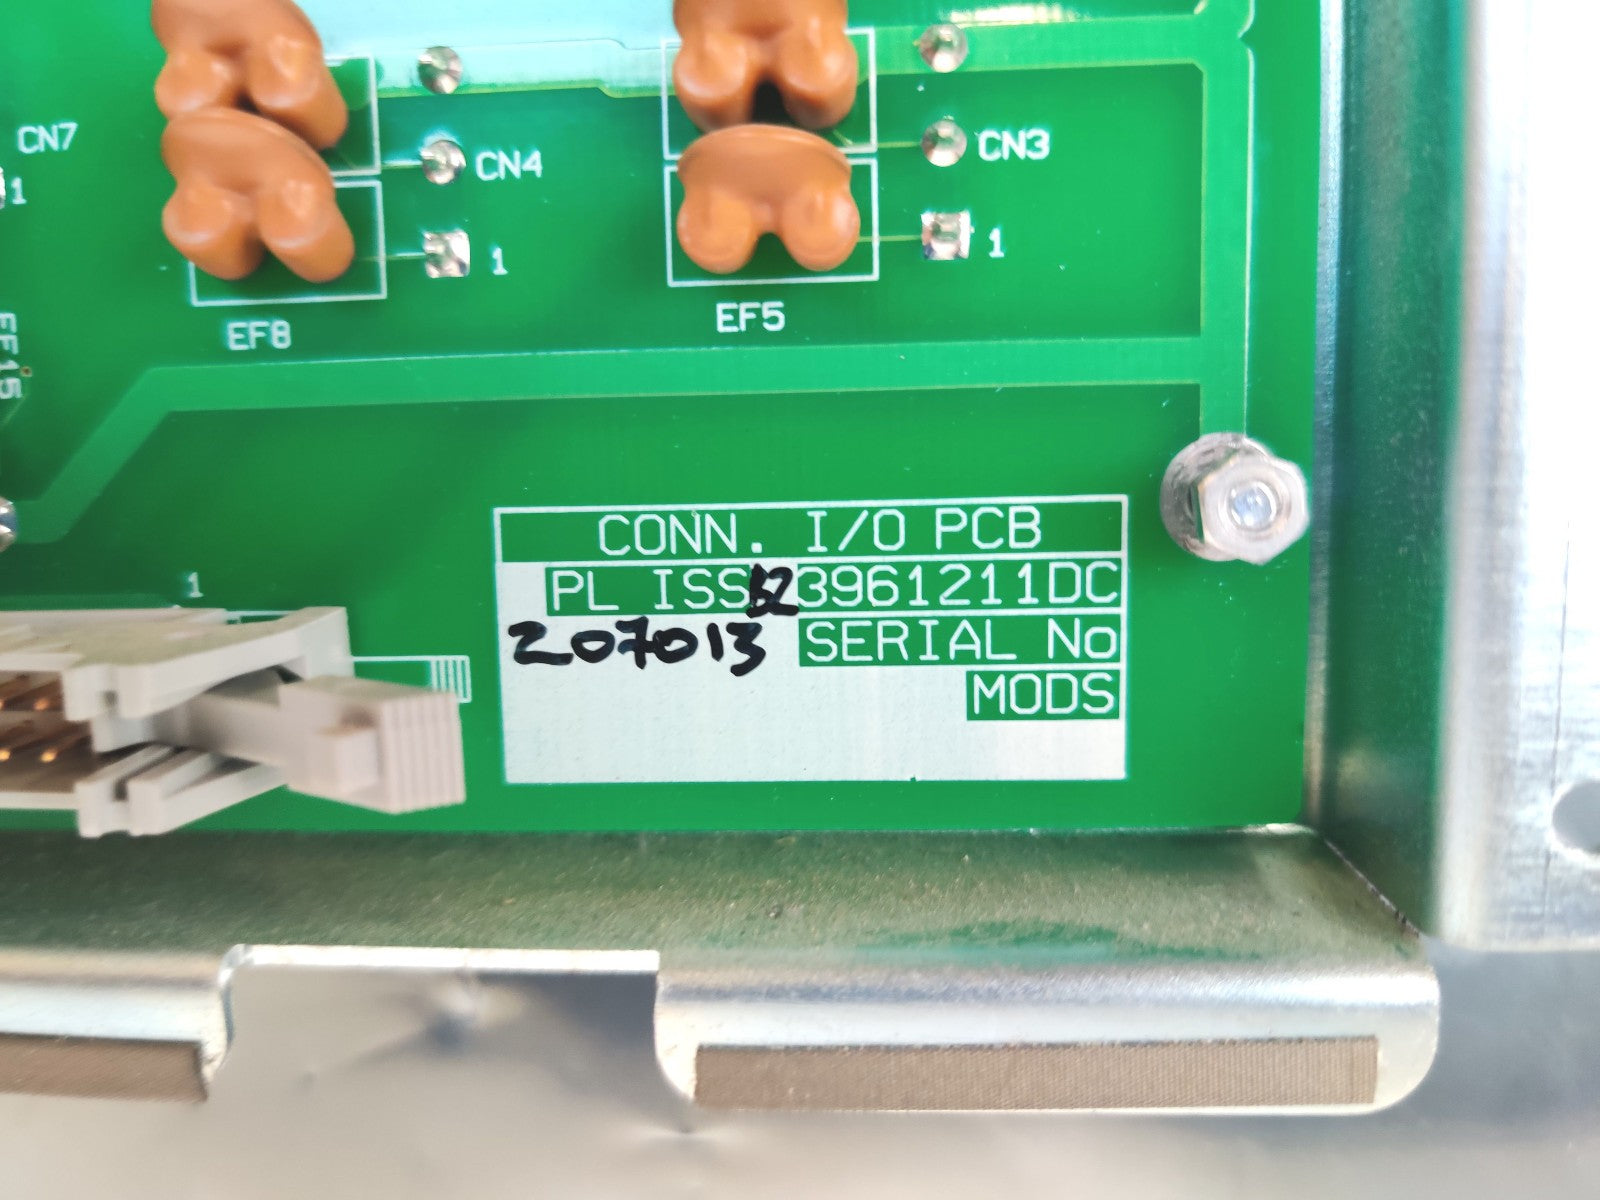 CN7
1
CN4
1
CN3
1
EF8
EF5
EF15
1
CONN. I/O PCB
PL ISS 2 3961211DC
207013 SERIAL No
MODS